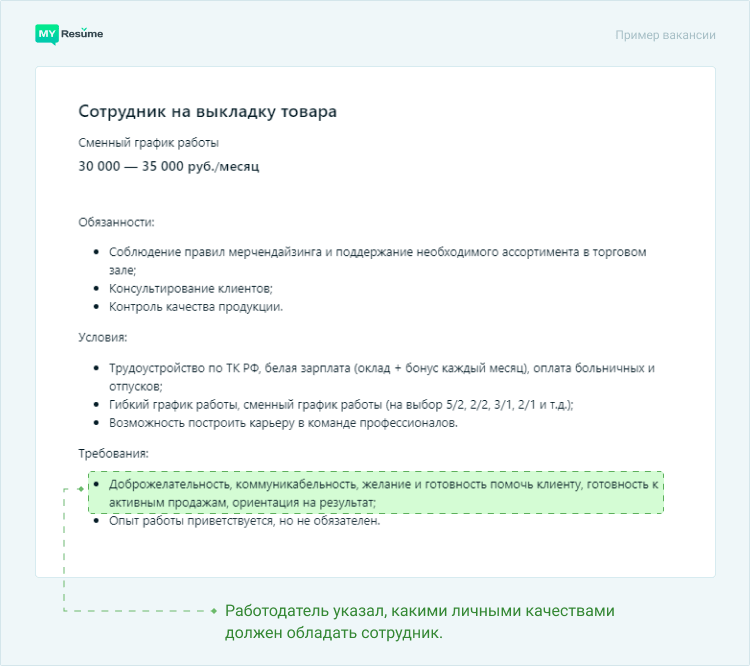 MY Resume
Пример вакансии
Сотрудник на выкладку товара
Сменный график работы
30 000 — 35 000 руб./месяц
Обязанности:
• Соблюдение правил мерчендайзинга и поддержание необходимого ассортимента в торговом
зале;
• Консультирование клиентов;
• Контроль качества продукции.
Условия:
• Трудоустройство по ТК РФ, белая зарплата (оклад + бонус каждый месяц), оплата больничных и
отпусков;
• Гибкий график работы, сменный график работы (на выбор 5/2, 2/2, 3/1, 2/1 и т.д.);
• Возможность построить карьеру в команде профессионалов.
Требования:
• Доброжелательность, коммуникабельность, желание и готовность помочь клиенту, готовность к
активным продажам, ориентация на результат;
• Опыт работы приветствуется, но не обязателен.
Работодатель указал, какими личными качествами
должен обладать сотрудник.